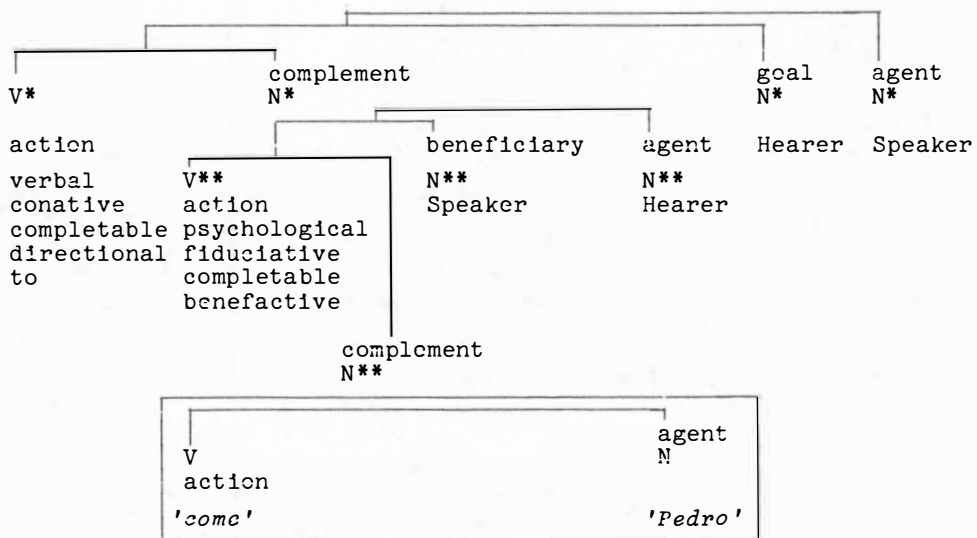 complement goal agent
V* N* N* N*
action beneficiary agent Hearer Speaker
verbal V** N** N**
conative action Speaker Hearer
completable psychological
directional fiduciative
to completable
benefactive
complement
N**
agent
V N
action
'come' 'Pedro'